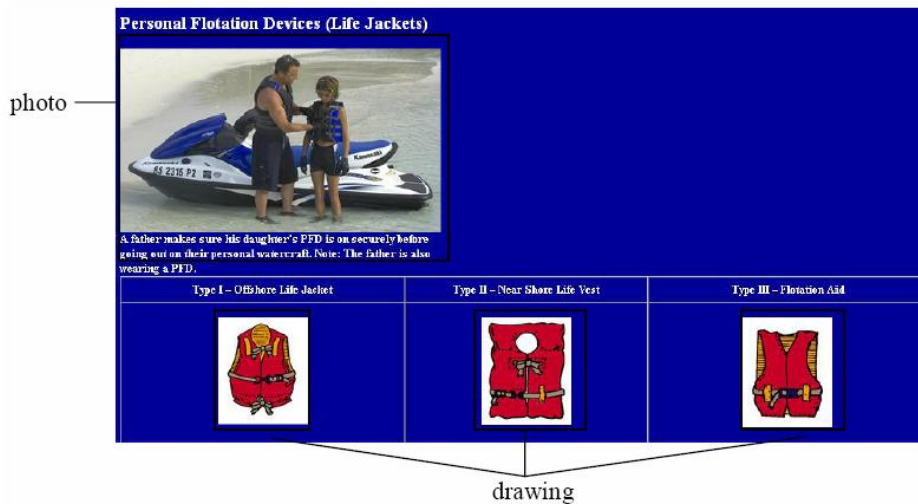 Personal Flotation Devices (Life Jackets)
photo
Kawasaki
Kawasaki
2315 P2
A father makes sure his daughter's PFD is on securely before
going out on their personal watercraft. Note: The father is also
wearing a PFD.
Type I – Offshore Life Jacket
Type II – Near Shore Life Vest
Type III – Flotation Aid
drawing